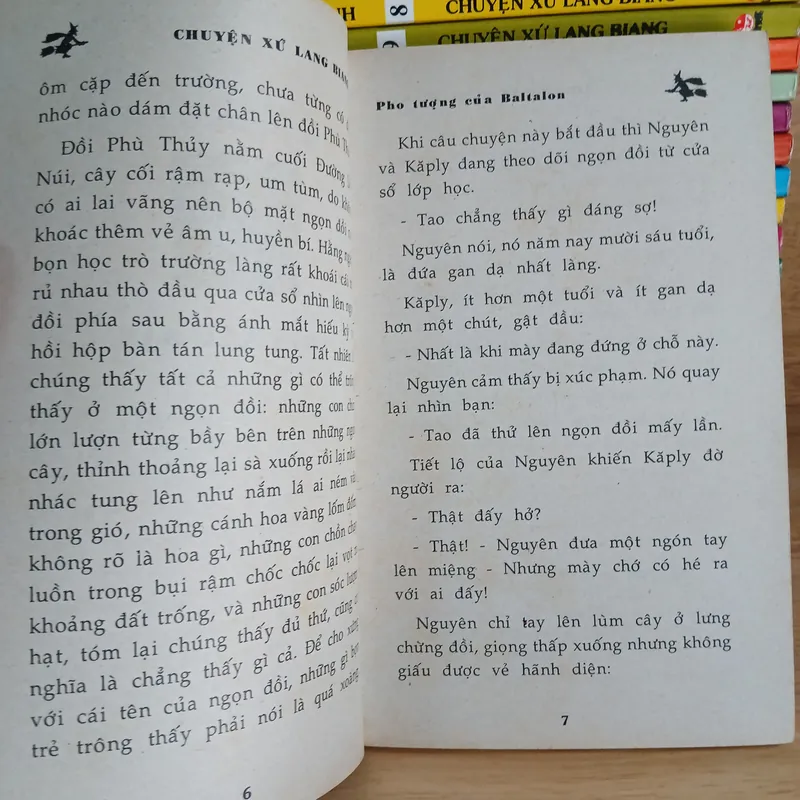 NH 8 CHUYỆN XỨ LANG BIANG
9 CHUYỆN XỨ LANG BIANG
CHUYỆN XỨ LANG BIANG
ôm cặp đến trường, chưa từng có
nhóc nào dám đặt chân lên đồi Phù
Đồi Phù Thủy nằm cuối Đường
Núi, cây cối rậm rạp, um tùm, do
có ai lai vãng nên bộ mặt ngọn đồi
khoác thêm vẻ âm u, huyền bí. Hằng
bọn học trò trường làng rất khoái
rủ nhau thò đầu qua cửa sổ nhìn lên
đồi phía sau bằng ánh mắt hiếu kỳ
hồi hộp bàn tán lung tung. Tất nhiên
chúng thấy tất cả những gì có thể
thấy ở một ngọn đồi: những con
lớn lượn từng bầy bên trên những
cây, thỉnh thoảng lại sà xuống rồi lại
nhác tung lên như nắm lá ai ném
trong gió, những cánh hoa vàng lốm đốm
không rõ là hoa gì, những con chồn
luồn trong bụi rậm chốc chốc lại vọt
khoảng đất trống, và những con sóc
hạt, tóm lại chúng thấy đủ thứ, cũng có
nghĩa là chẳng thấy gì cả. Để cho xứng
với cái tên của ngọn đồi, những gì bọn
trẻ trông thấy phải nói là quá xoàng
6
Pho tượng của Baltalon
Khi câu chuyện này bắt đầu thì Nguyên
và Kăply đang theo dõi ngọn đồi từ cửa
sổ lớp học.
- Tao chẳng thấy gì đáng sợ!
Nguyên nói, nó năm nay mười sáu tuổi,
là đứa gan dạ nhất làng.
Kăply, ít hơn một tuổi và ít gan dạ
hơn một chút, gật đầu:
- Nhất là khi mày đang đứng ở chỗ này.
Nguyên cảm thấy bị xúc phạm. Nó quay
lại nhìn bạn:
- Tao đã thử lên ngọn đồi mấy lần.
Tiết lộ của Nguyên khiến Kăply đờ
người ra:
- Thật đấy hở?
- Thật! - Nguyên đưa một ngón tay
lên miệng - Nhưng mày chớ có hé ra
với ai đấy!
Nguyên chỉ tay lên lùm cây ở lưng
chừng đồi, giọng thấp xuống nhưng không
giấu được vẻ hãnh diện:
7